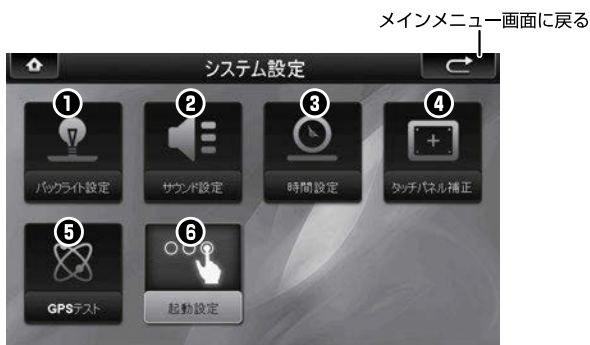 メインメニュー画面に戻る
システム設定
❶ ❷ ❸ ❹
バックライト設定 サウンド設定 時間設定 タッチパネル補正
❺ ❻
GPSテスト 起動設定